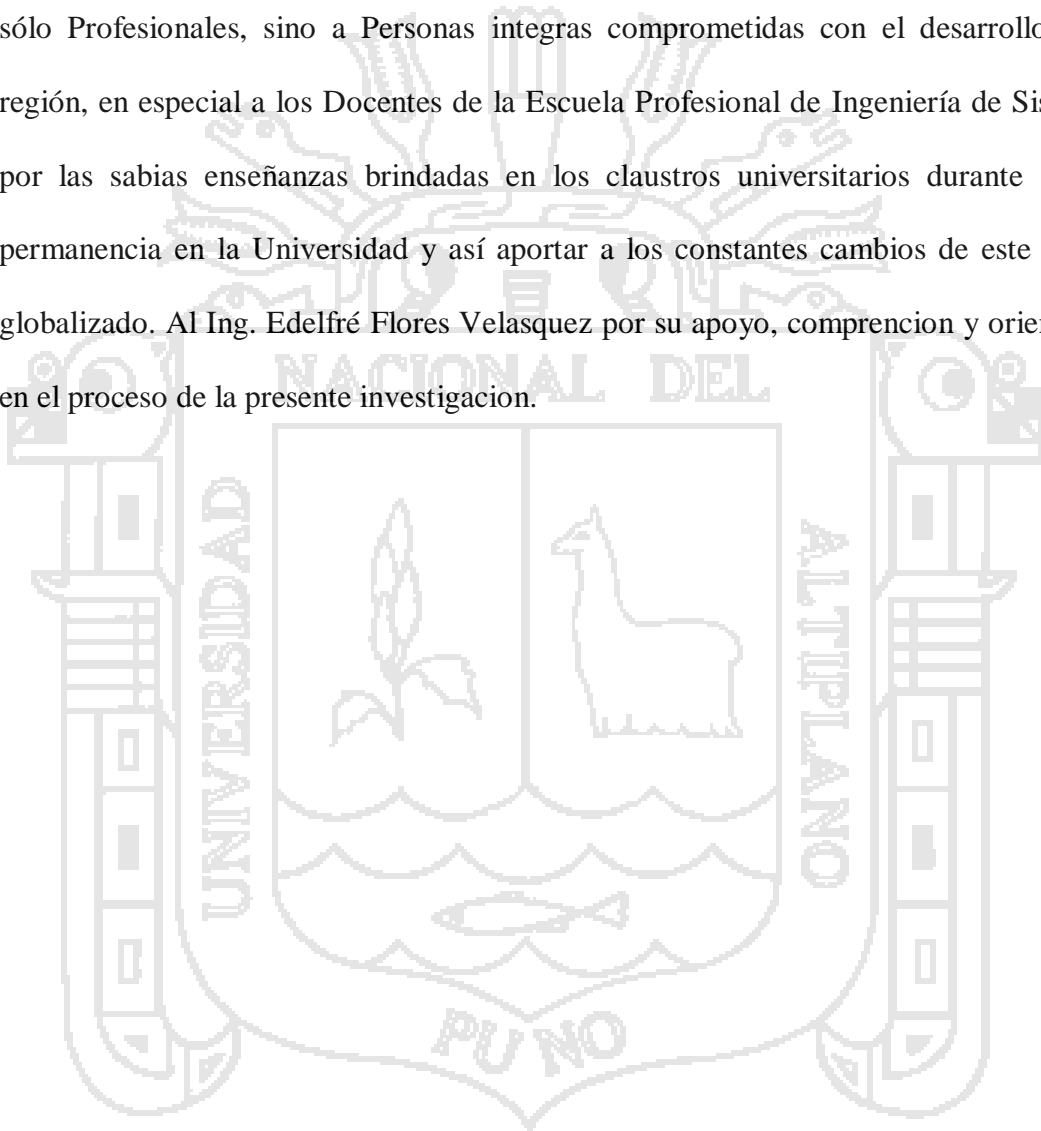 sólo Profesionales, sino a Personas integras comprometidas con el desarrollo
región, en especial a los Docentes de la Escuela Profesional de Ingeniería de Sis
por las sabias enseñanzas brindadas en los claustros universitarios durante
permanencia en la Universidad y así aportar a los constantes cambios de este
globalizado. Al Ing. Edelfré Flores Velasquez por su apoyo, comprencion y orie
en el proceso de la presente investigacion.
NACIONAL DEL
UNIVERSIDAD
ALTIPLANO
PUNO